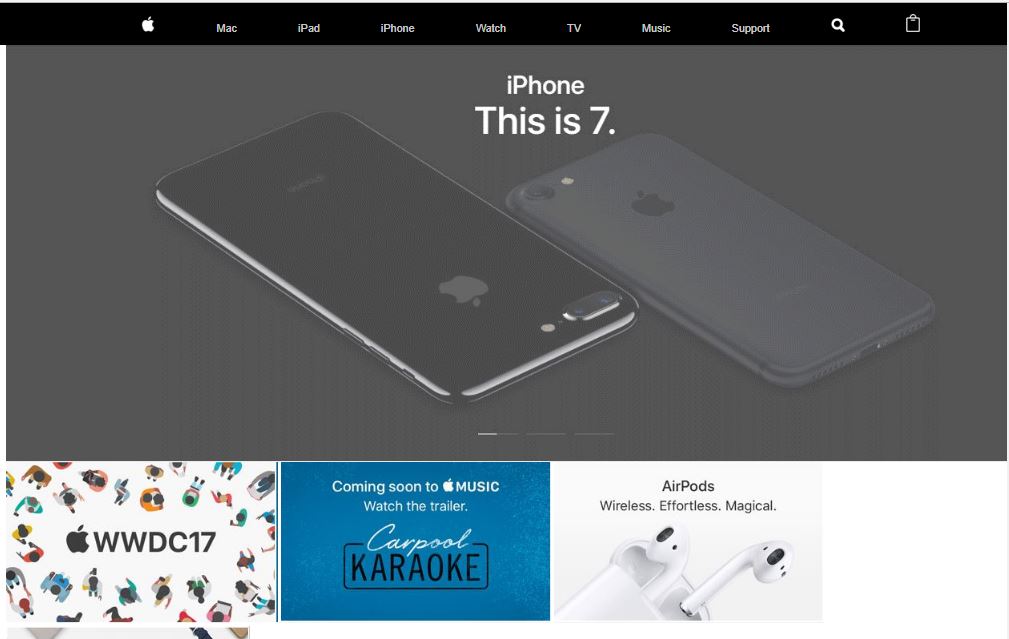 Mac iPad iPhone Watch TV Music Support
iPhone
This is 7.
WWDC17
Coming soon to MUSIC
Watch the trailer.
Carpool
KARAOKE
AirPods
Wireless. Effortless. Magical.